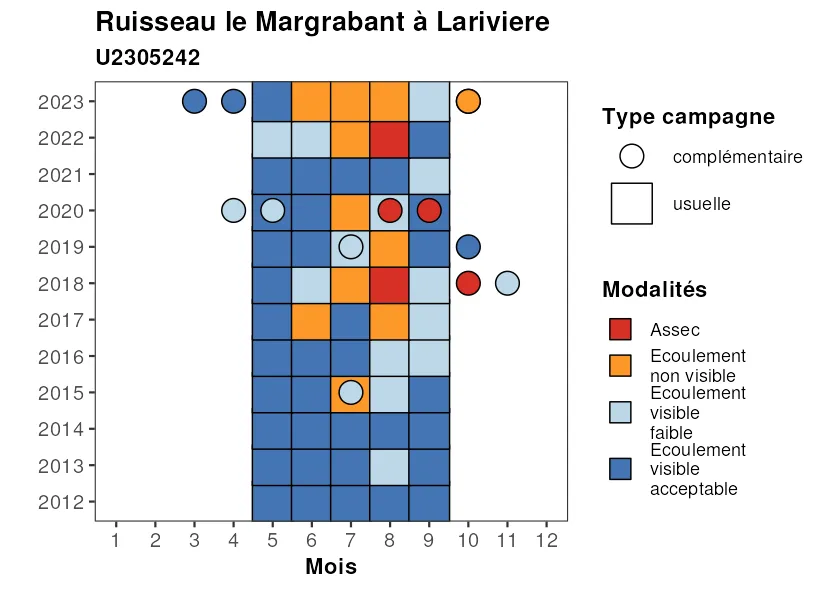 Ruisseau le Margrabant à Lariviere
U2305242
2023
2022
2021
2020
2019
2018
2017
2016
2015
2014
2013
2012
1 2 3 4 5 6 7 8 9 10 11 12
Mois
Type campagne
complémentaire
usuelle
Modalités
Assec
Ecoulement
non visible
Ecoulement
visible
faible
Ecoulement
visible
acceptable